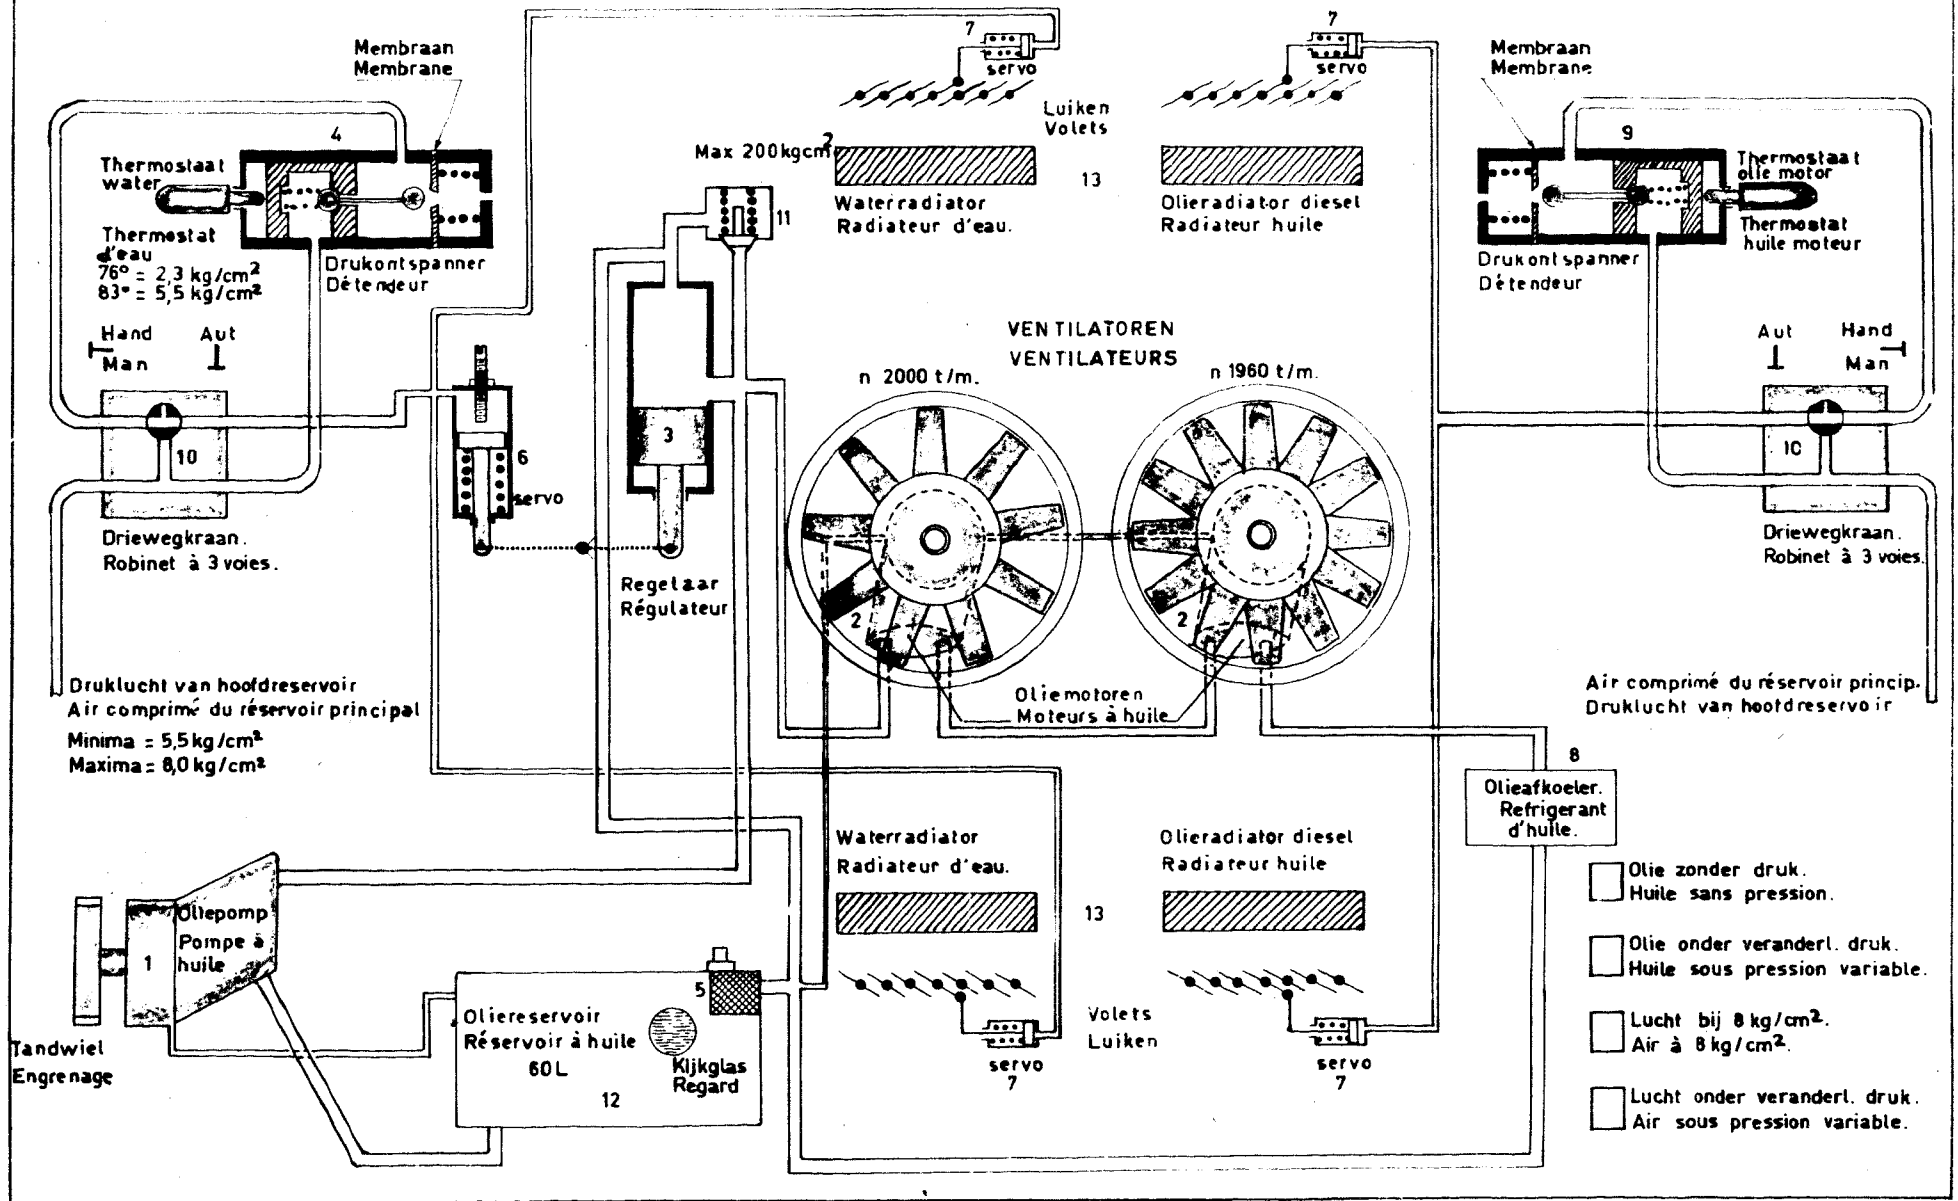 7
7
Membraan
Membrane
servo
servo
Membraan
Membrane
Luiken
Volets
4
9
Thermostaat
water
Thermostat
d'eau
76° = 2,3 kg/cm²
83° = 5,5 kg/cm²
Drukontspanner
Détendeur
Max 200kgcm²
11
13
Waterradiator
Radiateur d'eau.
Olieradiator diesel
Radiateur huile
Thermostaat
olie motor
Thermostat
huile moteur
Drukontspanner
Détendeur
Hand
Man
Aut
VENTILATOREN
VENTILATEURS
n 2000 t/m.
n 1960 t/m.
Aut
Hand
Man
10
6
servo
3
10
Driewegkraan.
Robinet à 3 voies.
Regelaar
Régulateur
2
2
Driewegkraan.
Robinet à 3 voies.
Druklucht van hoofdreservoir
Air comprimé du réservoir principal
Minima = 5,5 kg/cm²
Maxima = 8,0 kg/cm²
Oliemotoren
Moteurs à huile
Air comprimé du réservoir princip.
Druklucht van hoofdreservoir
8
Olieafkoeler.
Refrigerant
d'huile.
Waterradiator
Radiateur d'eau.
Olieradiator diesel
Radiateur huile
13
Oliepomp
Pompe à
huile
1
Tandwiel
Engrenage
5
Oliereservoir
Réservoir à huile
60L
12
Kijkglas
Regard
Volets
Luiken
servo
7
servo
7
Olie zonder druk.
Huile sans pression.
Olie onder veranderl. druk.
Huile sous pression variable.
Lucht bij 8 kg/cm².
Air à 8 kg/cm².
Lucht onder veranderl. druk.
Air sous pression variable.